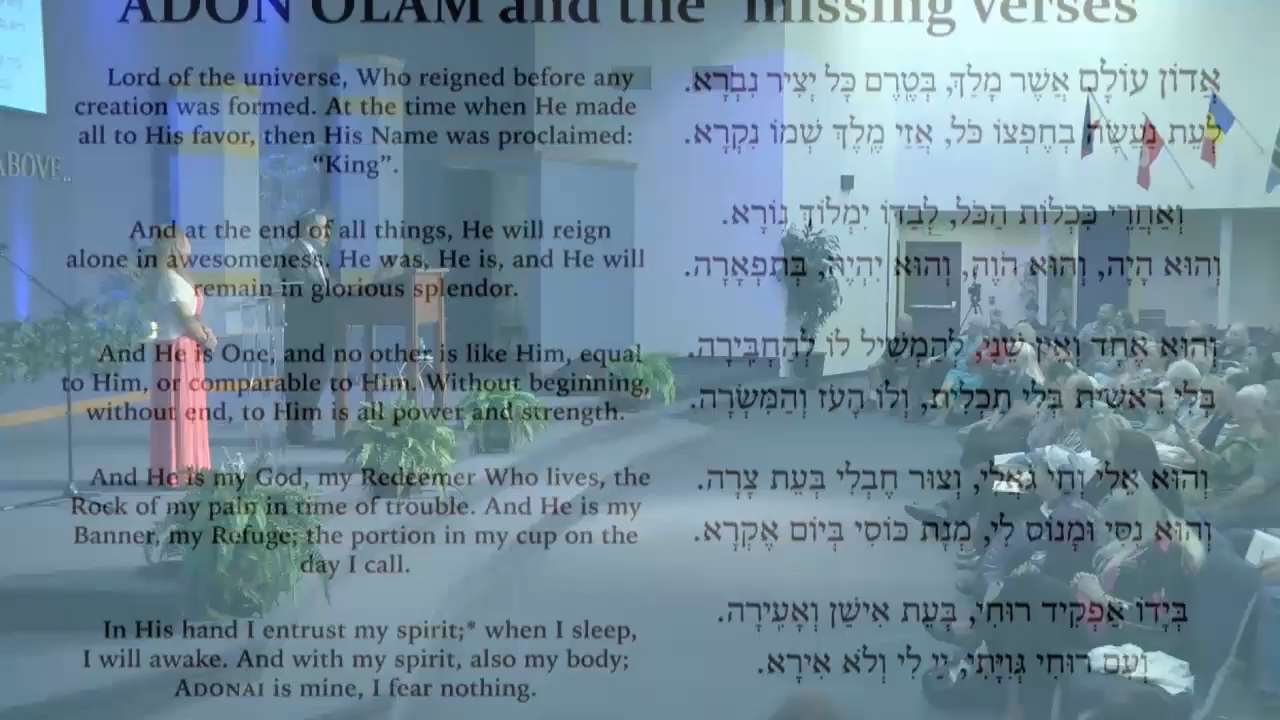 ADON OLAM and the "missing verses"
Lord of the universe, Who reigned before any
creation was formed. At the time when He made
all to His favor, then His Name was proclaimed:
“King”.
And at the end of all things, He will reign
alone in awesomeness. He was, He is, and He will
remain in glorious splendor.
And He is One, and no other is like Him, equal
to Him, or comparable to Him. Without beginning,
without end, to Him is all power and strength.
And He is my God, my Redeemer Who lives, the
Rock of my pain in time of trouble. And He is my
Banner, my Refuge; the portion in my cup on the
day I call.
In His hand I entrust my spirit;* when I sleep,
I will awake. And with my spirit, also my body;
ADONAI is mine, I fear nothing.
אֲדוֹן עוֹלָם אֲשֶׁר מָלַךְ, בְּטֶרֶם כָּל יְצִיר נִבְרָא.
לְעֵת נַעֲשָׂה בְחֶפְצוֹ כֹּל, אֲזַי מֶלֶךְ שְׁמוֹ נִקְרָא.
וְאַחֲרֵי כִּכְלוֹת הַכֹּל, לְבַדּוֹ יִמְלוֹךְ נוֹרָא.
וְהוּא הָיָה, וְהוּא הֹוֶה, וְהוּא יִהְיֶה, בְּתִפְאָרָה.
וְהוּא אֶחָד וְאֵין שֵׁנִי, לְהַמְשִׁיל לוֹ לְהַחְבִּירָה.
בְּלִי רֵאשִׁית בְּלִי תַכְלִית, וְלוֹ הָעֹז וְהַמִּשְׂרָה.
וְהוּא אֵלִי וְחַי גֹּאֲלִי, וְצוּר חֶבְלִי בְּעֵת צָרָה.
וְהוּא נִסִּי וּמָנוֹס לִי, מְנָת כּוֹסִי בְּיוֹם אֶקְרָא.
בְּיָדוֹ אַפְקִיד רוּחִי, בְּעֵת אִישַׁן וְאָעִירָה.
וְעִם רוּחִי גְּוִיָּתִי, יְיָ לִי וְלֹא אִירָא.
ABOVE..